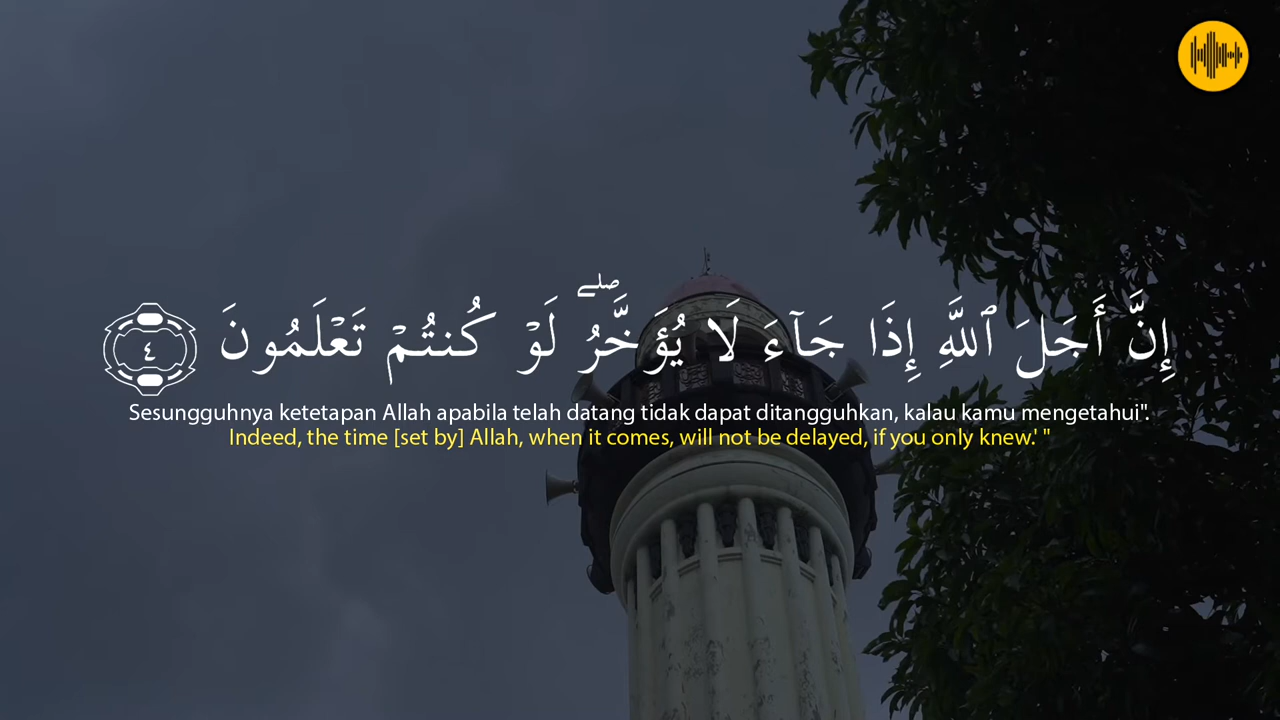 إِنَّ أَجَلَ ٱللَّهِ إِذَا جَآءَ لَا يُؤَخَّرُ ۖ لَوْ كُنتُمْ تَعْلَمُونَ ٤
Sesungguhnya ketetapan Allah apabila telah datang tidak dapat ditangguhkan, kalau kamu mengetahui".
Indeed, the time [set by] Allah, when it comes, will not be delayed, if you only knew.' "